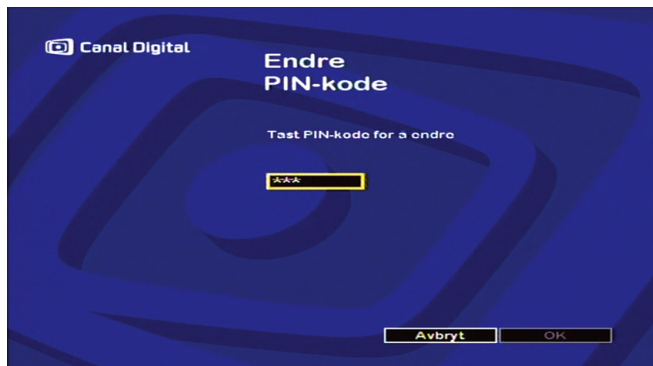 Canal Digital
Endre
PIN-kode
Tast PIN-kode for a endre
***
Avbryt
OK